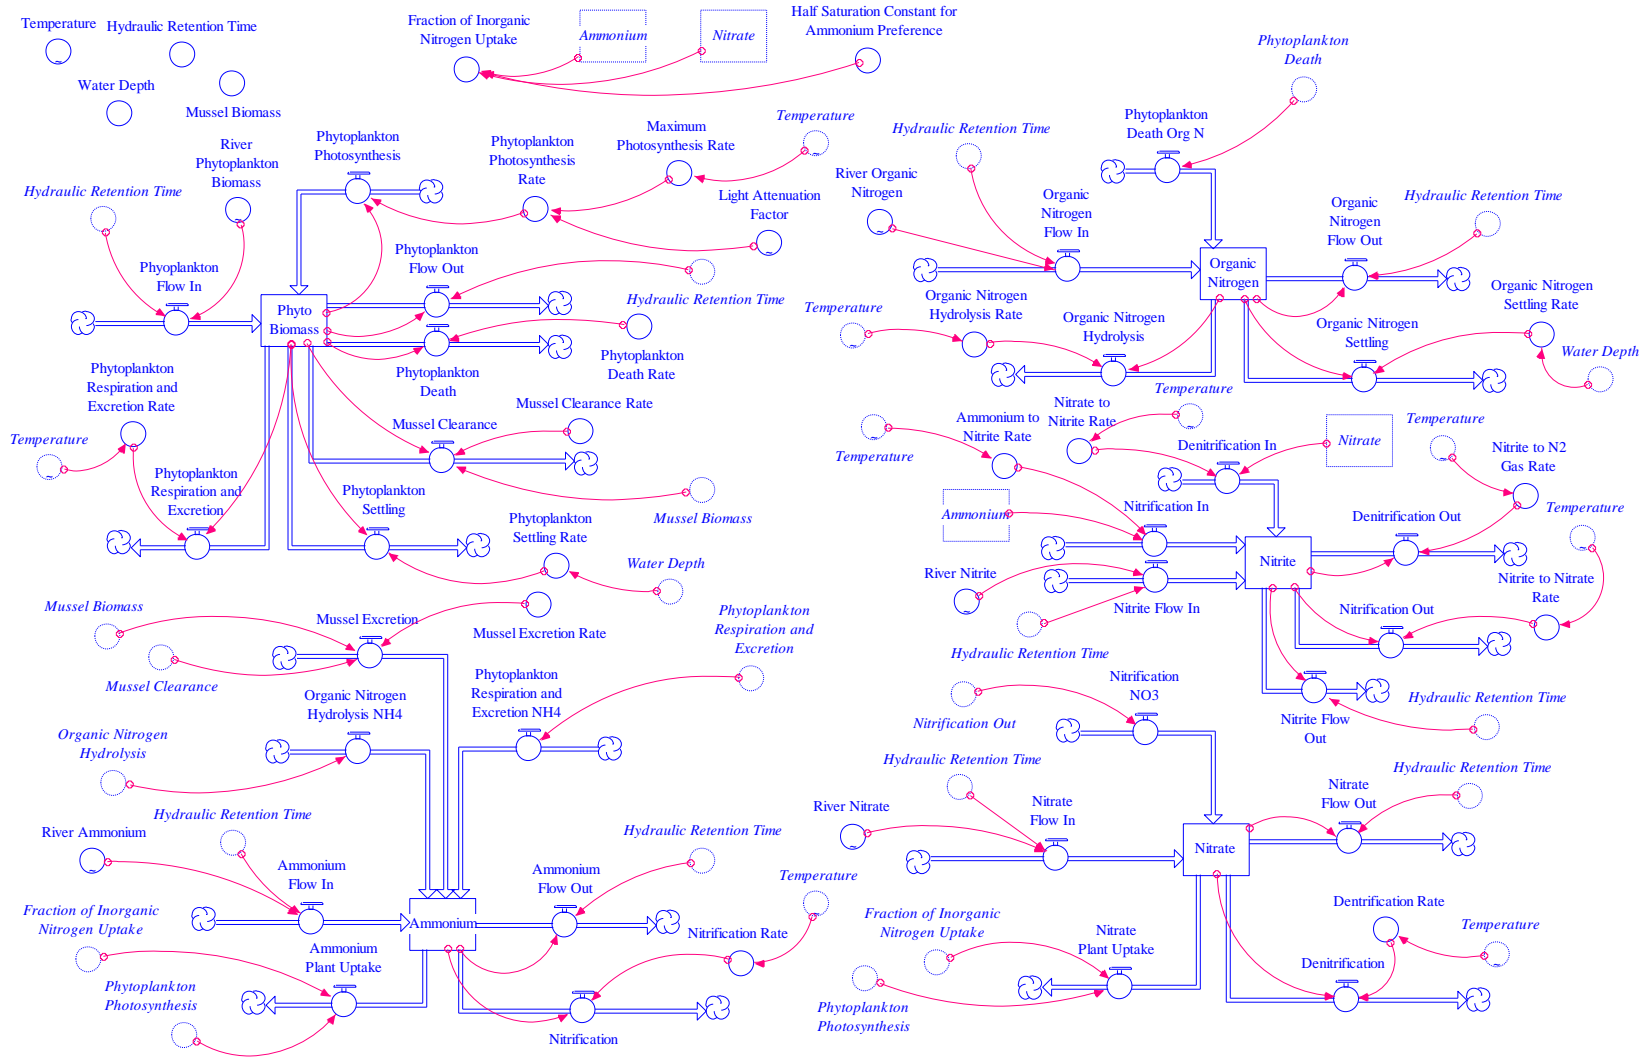 Temperature
Hydraulic Retention Time
Water Depth
Mussel Biomass
Fraction of Inorganic
Nitrogen Uptake
Ammonium
Nitrate
Half Saturation Constant for
Ammonium Preference
River
Phytoplankton
Biomass
Hydraulic Retention Time
Phyoplankton
Flow In
Phytoplankton
Photosynthesis
Phytoplankton
Photosynthesis
Rate
Maximum
Photosynthesis Rate
Temperature
Light Attenuation
Factor
Phytoplankton
Flow Out
Hydraulic Retention Time
Phyto
Biomass
Phytoplankton
Death
Phytoplankton
Death Rate
Phytoplankton
Respiration and
Excretion Rate
Temperature
Phytoplankton
Respiration and
Excretion
Mussel Clearance Rate
Mussel Clearance
Mussel Biomass
Phytoplankton
Settling
Phytoplankton
Settling Rate
Water Depth
Phytoplankton
Death
Phytoplankton
Death Org N
Hydraulic Retention Time
River Organic
Nitrogen
Organic
Nitrogen
Flow In
Organic
Nitrogen
Flow Out
Hydraulic Retention Time
Organic
Nitrogen
Temperature
Organic Nitrogen
Hydrolysis Rate
Organic Nitrogen
Hydrolysis
Organic Nitrogen
Settling
Organic Nitrogen
Settling Rate
Water Depth
Temperature
Ammonium to
Nitrite Rate
Temperature
Nitrate to
Nitrite Rate
Denitrification In
Nitrate
Temperature
Nitrite to N2
Gas Rate
Temperature
Ammonium
Nitrification In
Denitrification Out
River Nitrite
Nitrite
Nitrite Flow In
Nitrite to Nitrate
Rate
Nitrification Out
Hydraulic Retention Time
Nitrite Flow
Out
Hydraulic Retention Time
Mussel Biomass
Mussel Excretion
Mussel Excretion Rate
Mussel Clearance
Phytoplankton
Respiration and
Excretion
Organic Nitrogen
Hydrolysis NH4
Phytoplankton
Respiration and
Excretion NH4
Organic Nitrogen
Hydrolysis
Hydraulic Retention Time
River Ammonium
Ammonium
Flow In
Ammonium
Flow Out
Hydraulic Retention Time
Temperature
Ammonium
Fraction of Inorganic
Nitrogen Uptake
Ammonium
Plant Uptake
Phytoplankton
Photosynthesis
Nitrification Rate
Nitrification
Nitrification Out
Nitrification
NO3
Hydraulic Retention Time
River Nitrate
Nitrate
Flow In
Nitrate
Flow Out
Hydraulic Retention Time
Nitrate
Fraction of Inorganic
Nitrogen Uptake
Nitrate
Plant Uptake
Phytoplankton
Photosynthesis
Dentrification Rate
Temperature
Denitrification